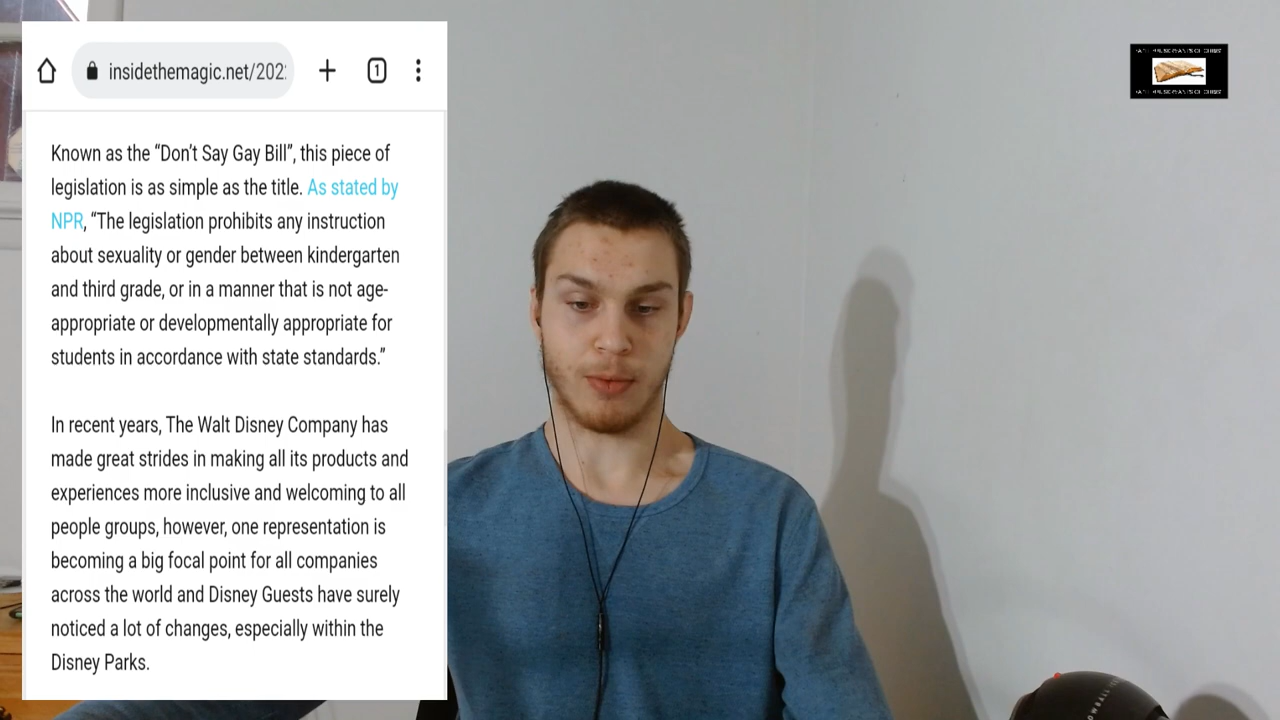 insidethemagic.net/202
1
Known as the “Don’t Say Gay Bill”, this piece of
legislation is as simple as the title. As stated by
NPR, “The legislation prohibits any instruction
about sexuality or gender between kindergarten
and third grade, or in a manner that is not age-
appropriate or developmentally appropriate for
students in accordance with state standards.”
In recent years, The Walt Disney Company has
made great strides in making all its products and
experiences more inclusive and welcoming to all
people groups, however, one representation is
becoming a big focal point for all companies
across the world and Disney Guests have surely
noticed a lot of changes, especially within the
Disney Parks.